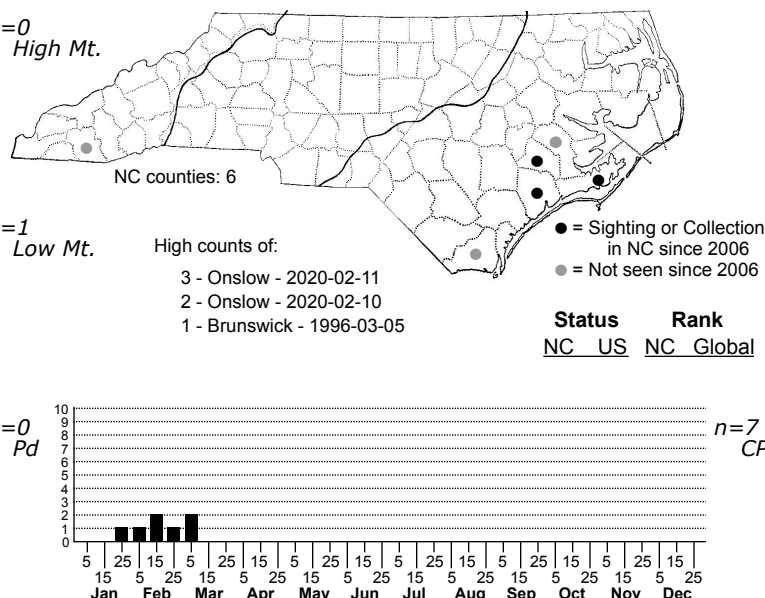 =0
High Mt.
NC counties: 6
=1
Low Mt.
High counts of:
3 - Onslow - 2020-02-11
2 - Onslow - 2020-02-10
1 - Brunswick - 1996-03-05
= Sighting or Collection
in NC since 2006
= Not seen since 2006
Status Rank
NC US NC Global
=0
Pd
n=7
CP
10
9
8
7
6
5
4
3
2
1
0
5 25 15 5 25 15 5 25 15 5 25 15 5 25 15 5 25 15
15 5 25 15 5 25 15 5 25 15 5 25 15 5 25 15 5 25
Jan Feb Mar Apr May Jun Jul Aug Sep Oct Nov Dec